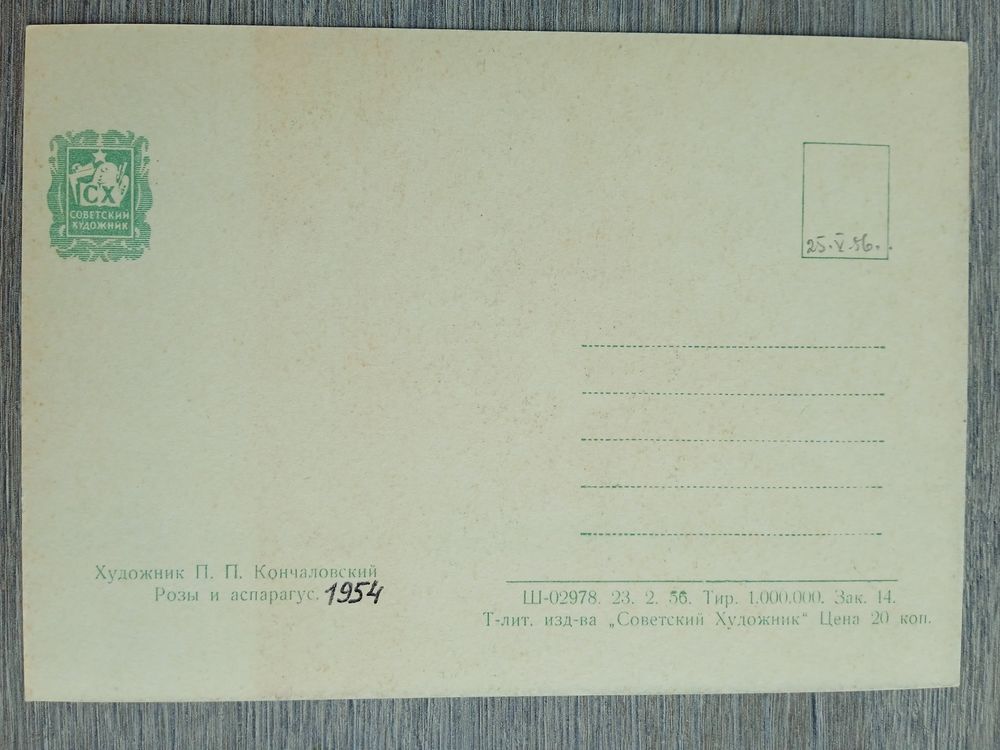 СХ
СОВЕТСКИЙ
ХУДОЖНИК
25.V.56.
Художник П. П. Кончаловский
Розы и аспарагус. 1954
Ш-02978. 23. 2. 56. Тир. 1.000.000. Зак. 14.
Т-лит. изд-ва „Советский Художник" Цена 20 коп.